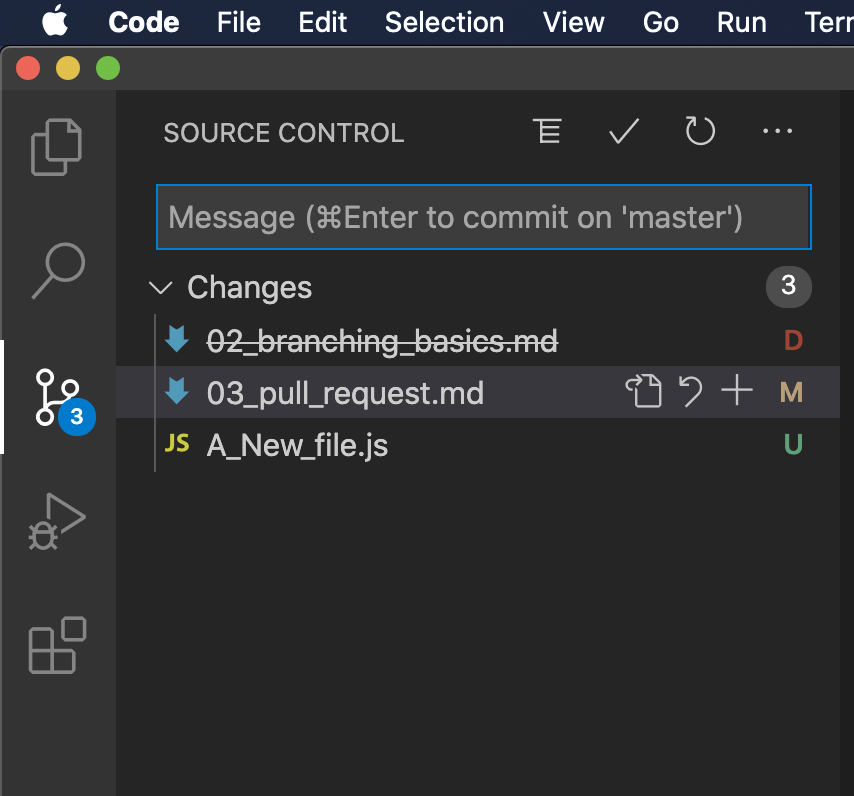 Code File Edit Selection View Go Run Terr
SOURCE CONTROL
Message (⌘Enter to commit on 'master')
Changes 3
02_branching_basics.md D
03_pull_request.md M
3
JS A_New_file.js U